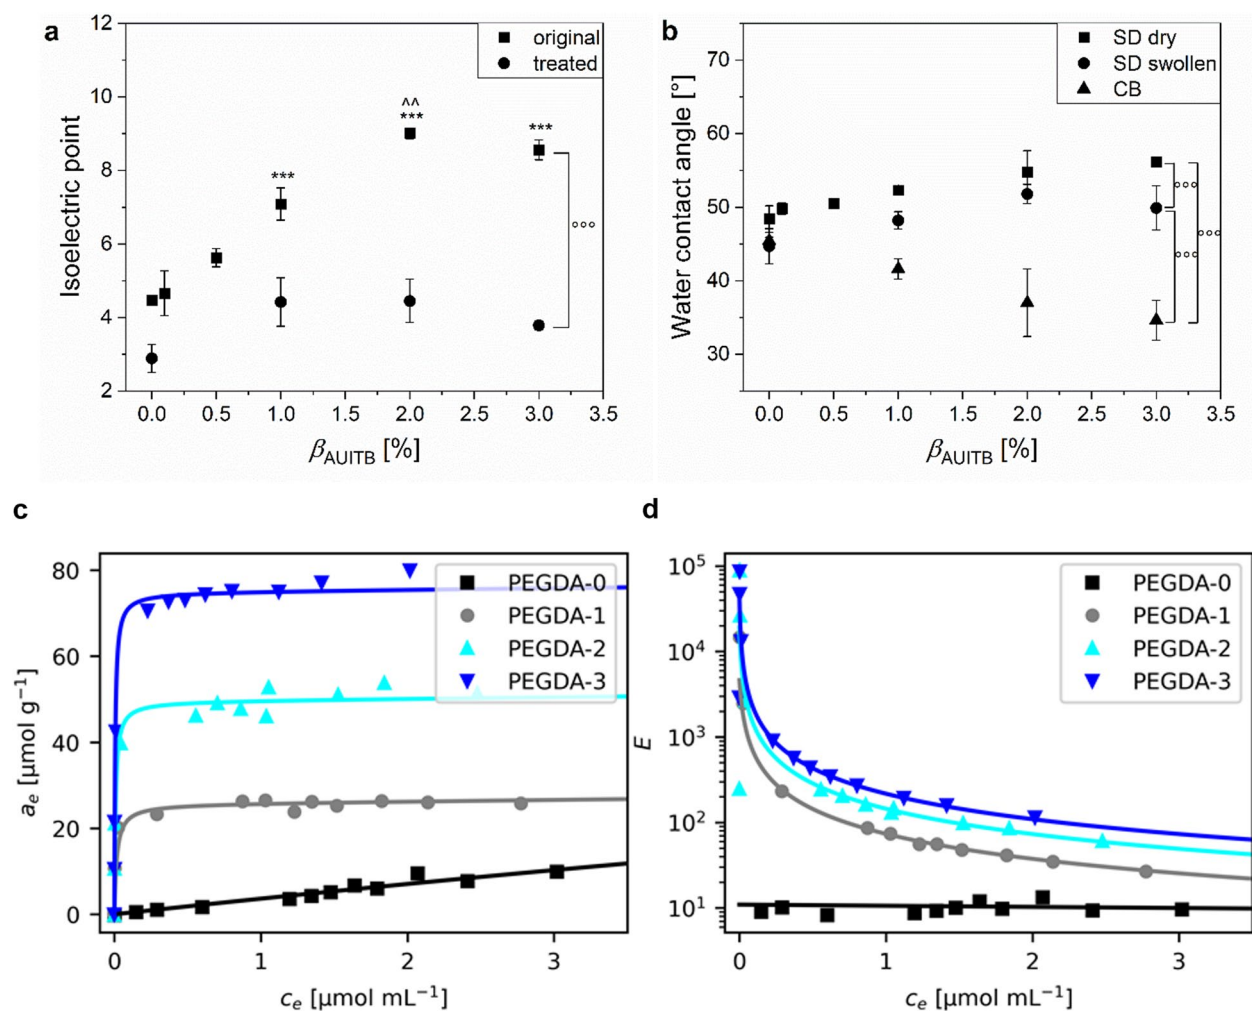 a
12
10
8
6
4
2
Isoelectric point
original
treated
***
^^
***
***
°°°
0.0 0.5 1.0 1.5 2.0 2.5 3.0 3.5
βAUITB [%]
b
70
60
50
40
30
Water contact angle [°]
SD dry
SD swollen
CB
°°°
°°°
°°°
0.0 0.5 1.0 1.5 2.0 2.5 3.0 3.5
βAUITB [%]
c
80
60
40
20
0
aₑ [µmol g⁻¹]
PEGDA-0
PEGDA-1
PEGDA-2
PEGDA-3
0 1 2 3
cₑ [µmol mL⁻¹]
d
10⁵
10⁴
10³
10²
10¹
E
PEGDA-0
PEGDA-1
PEGDA-2
PEGDA-3
0 1 2 3
cₑ [µmol mL⁻¹]